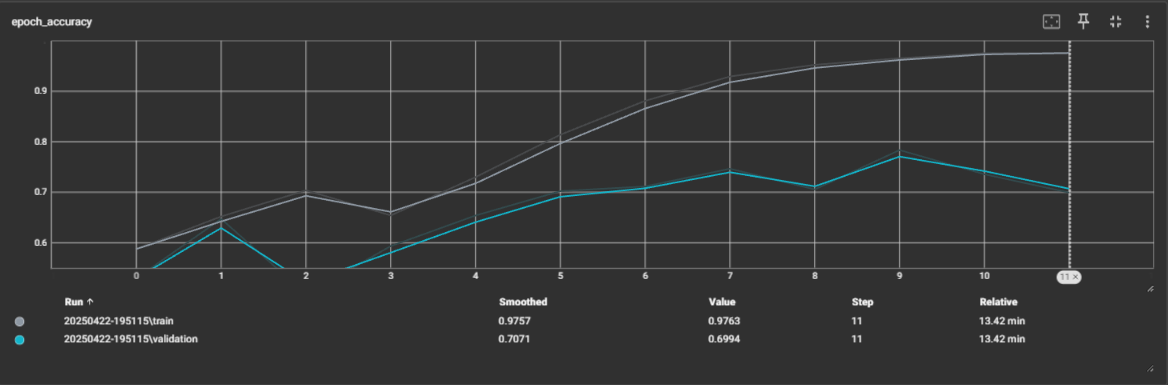 epoch_accuracy
0.9
0.8
0.7
0.6
0 1 2 3 4 5 6 7 8 9 10 11 ×
Run ↑ Smoothed Value Step Relative
20250422-195115\train 0.9757 0.9763 11 13.42 min
20250422-195115\validation 0.7071 0.6994 11 13.42 min